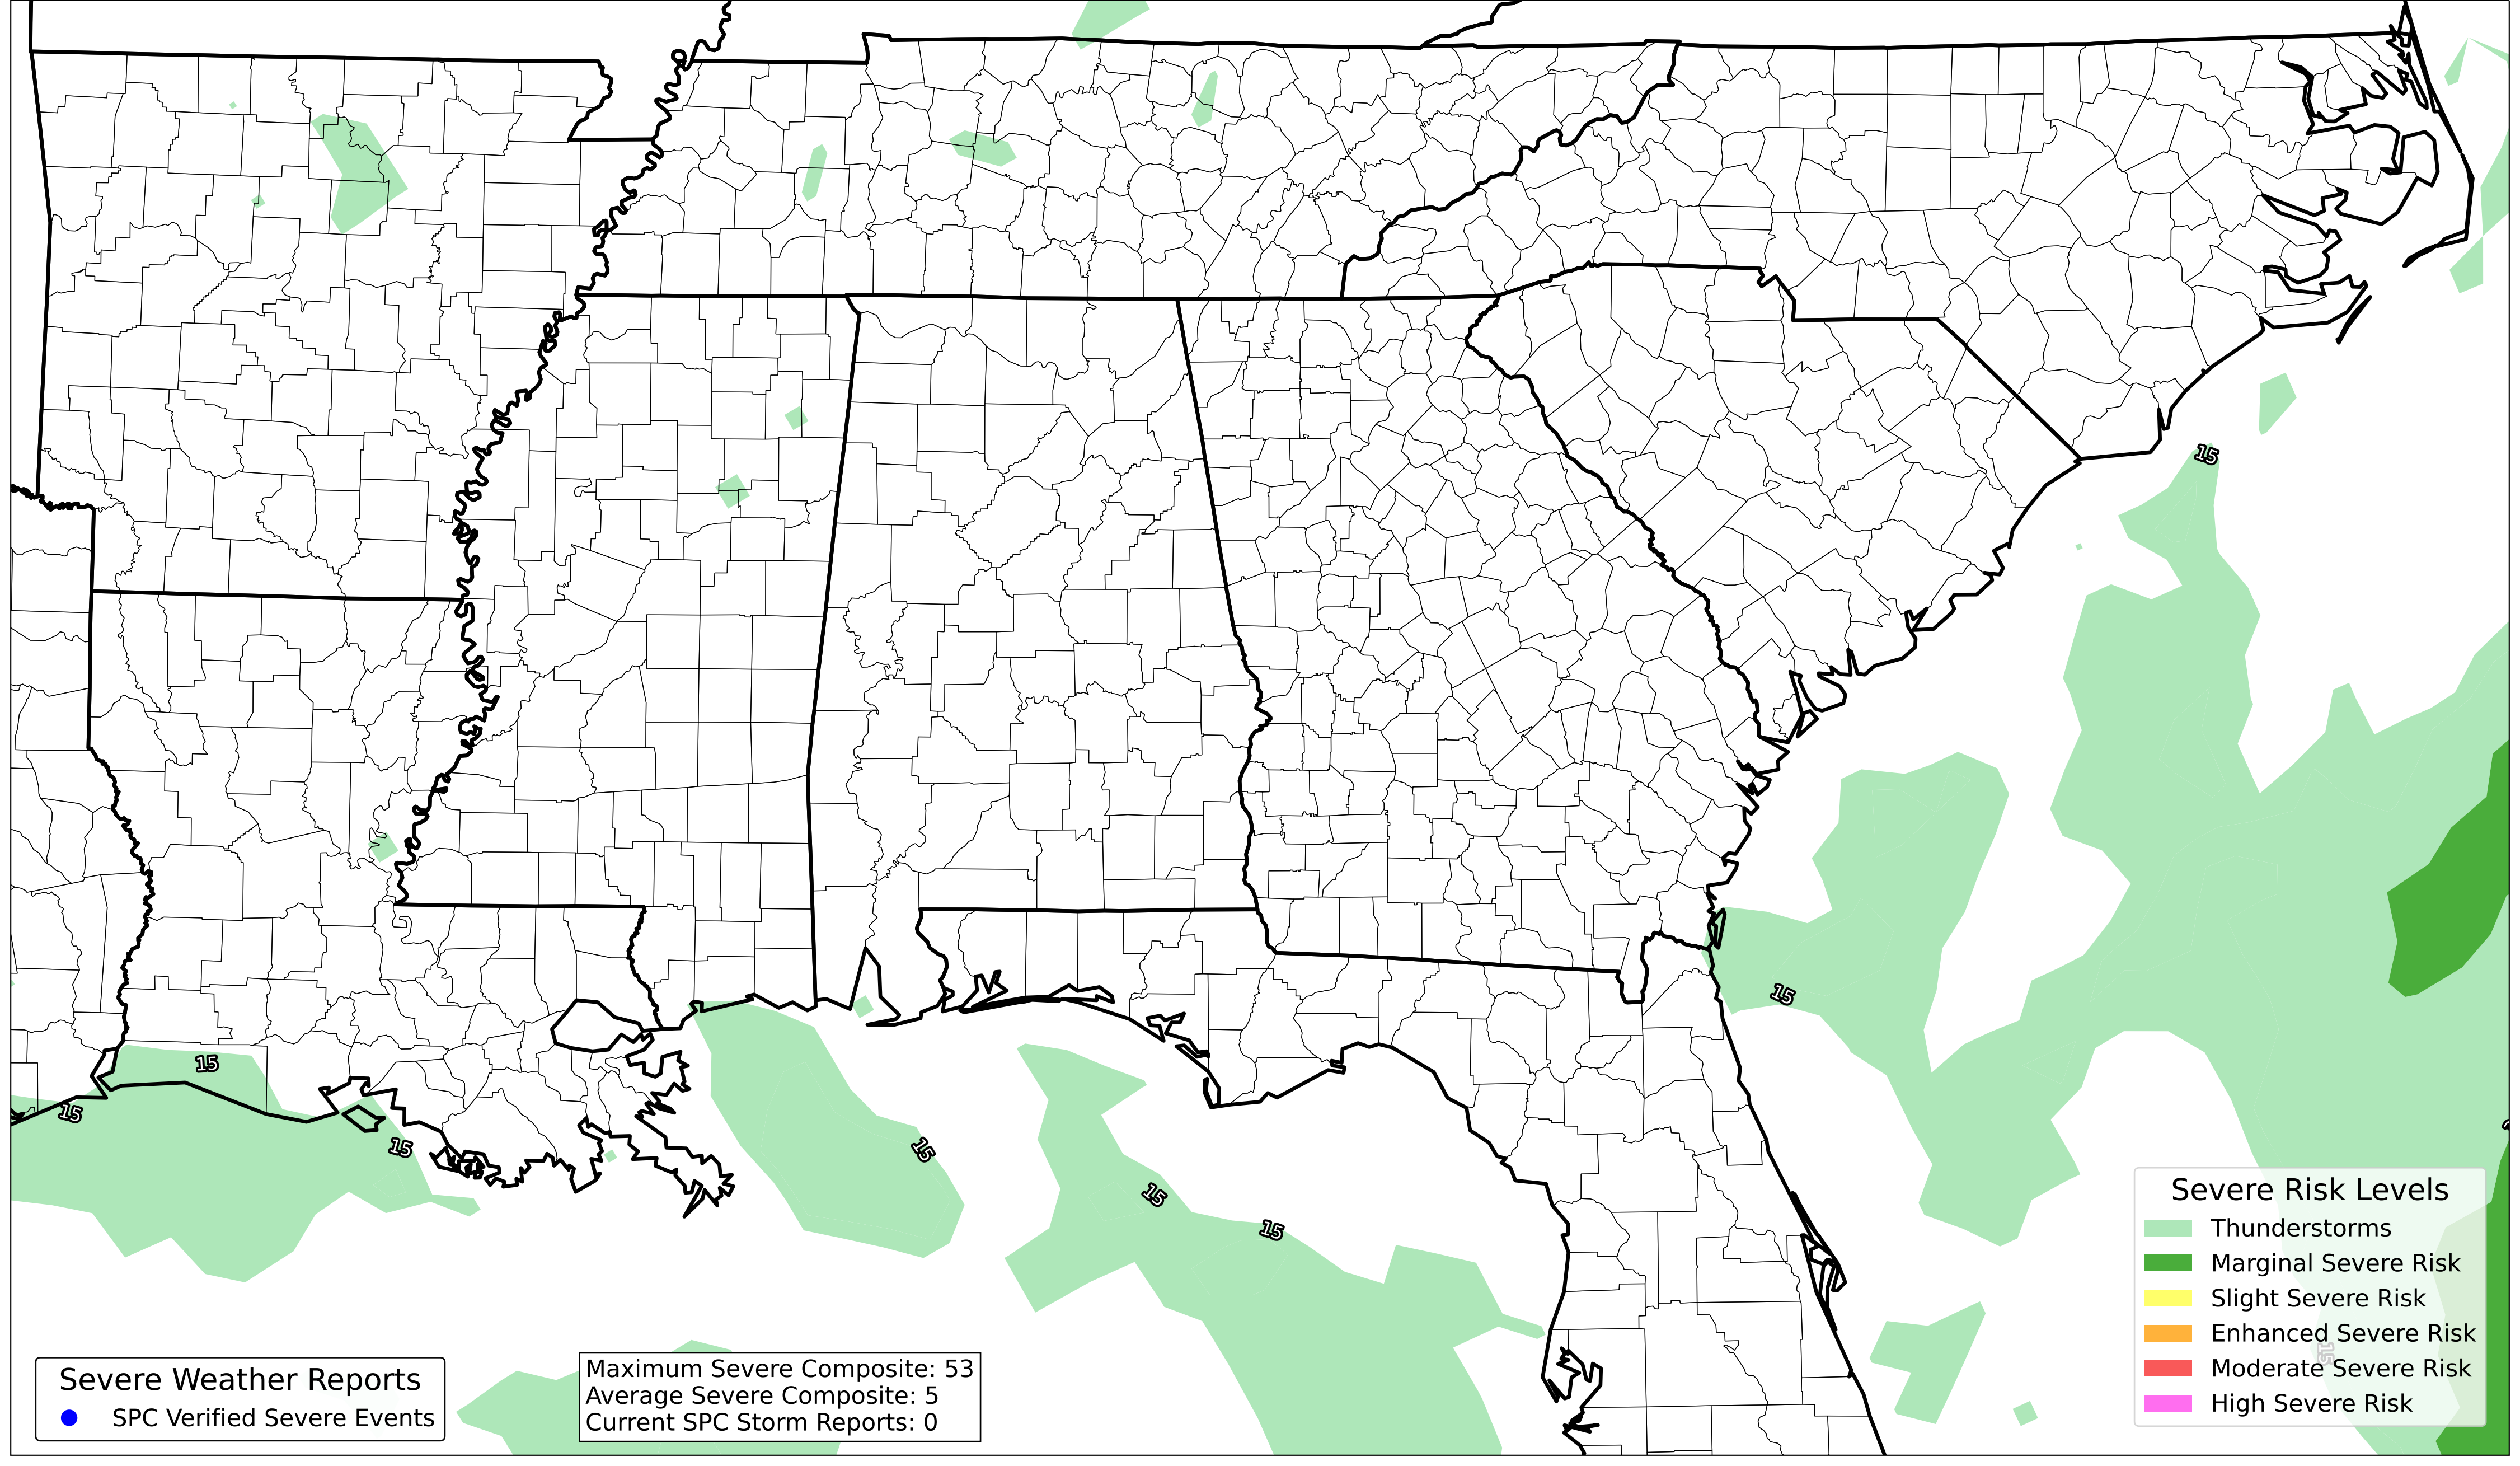 15
15
15
15
15
15
15
15
Severe Risk Levels
Thunderstorms
Marginal Severe Risk
Slight Severe Risk
Enhanced Severe Risk
Moderate Severe Risk
High Severe Risk
15
Severe Weather Reports
SPC Verified Severe Events
Maximum Severe Composite: 53
Average Severe Composite: 5
Current SPC Storm Reports: 0